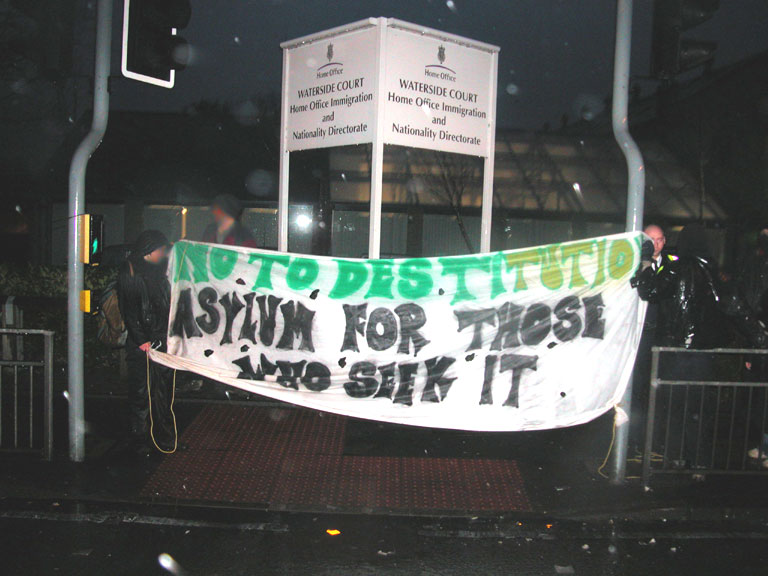 Home Office
WATERSIDE COURT
Home Office Immigration
and
Nationality Directorate
Home Office
WATERSIDE COURT
Home Office Immigration
and
Nationality Directorate
NO TO DESTITUTIO
ASYLUM FOR THOSE
WHO SEEK IT